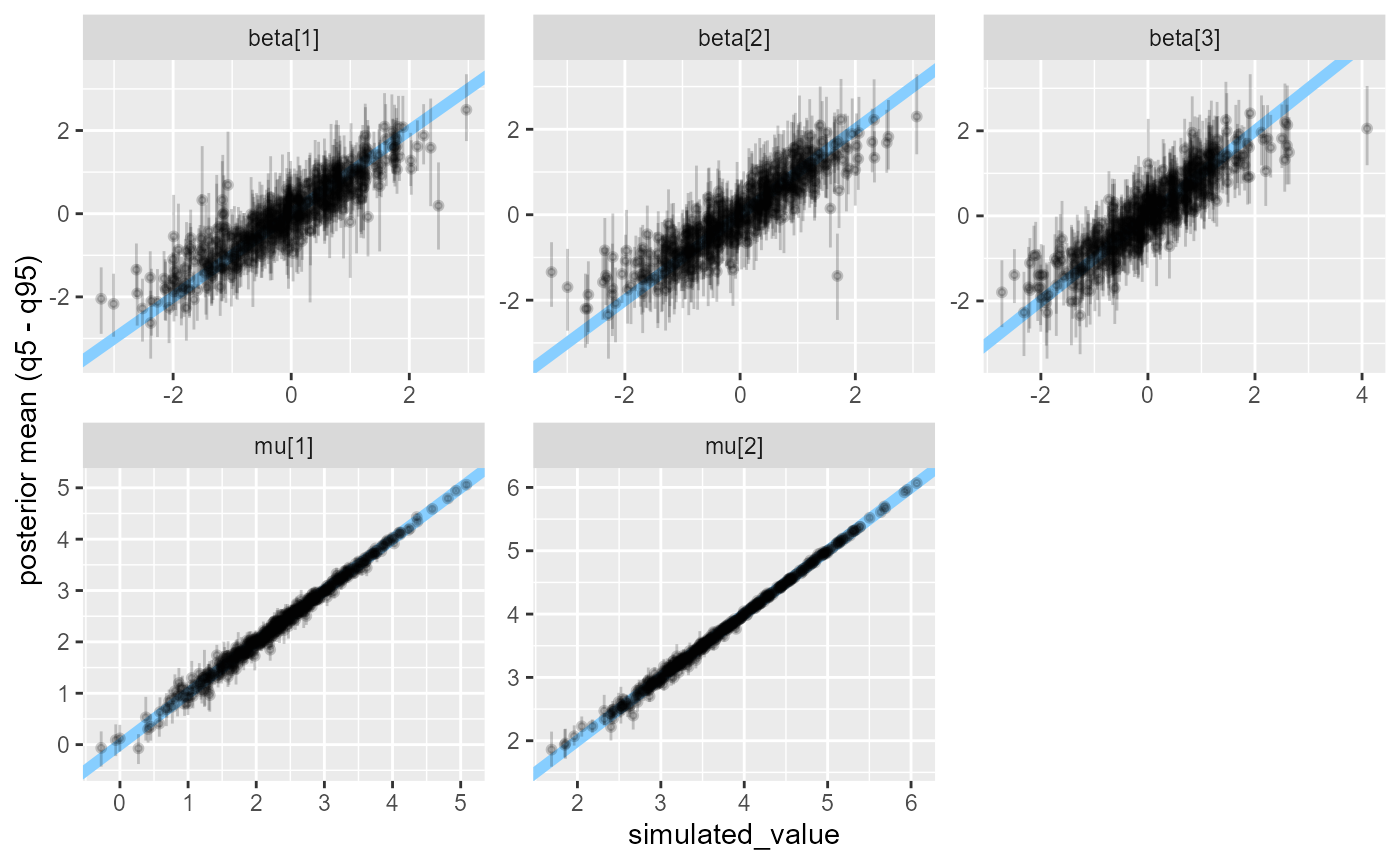 beta[1] beta[2] beta[3]
2 2 2
0 0 0
-2 -2 -2
-2 0 2 -2 0 2 -2 0 2 4
posterior mean (q5 - q95)
mu[1] mu[2]
5 6
4 5
3 4
2 3
1 2
0
0 1 2 3 4 5 2 3 4 5 6
simulated_value